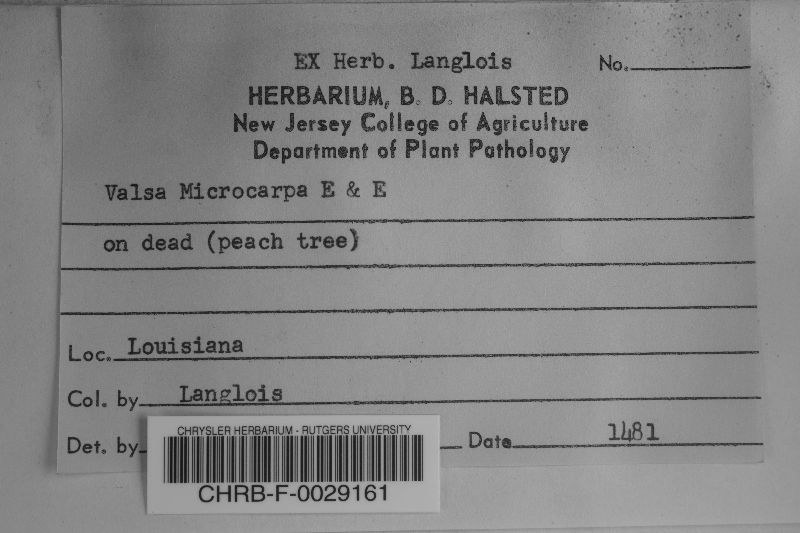 EX Herb. Langlois No.
HERBARIUM, B. D. HALSTED
New Jersey College of Agriculture
Department of Plant Pathology
Valsa Microcarpa E & E
on dead (peach tree)
Loc. Louisiana
Col. by Langlois
Det. by Date 1481
CHRYSLER HERBARIUM - RUTGERS UNIVERSITY
CHRB-F-0029161